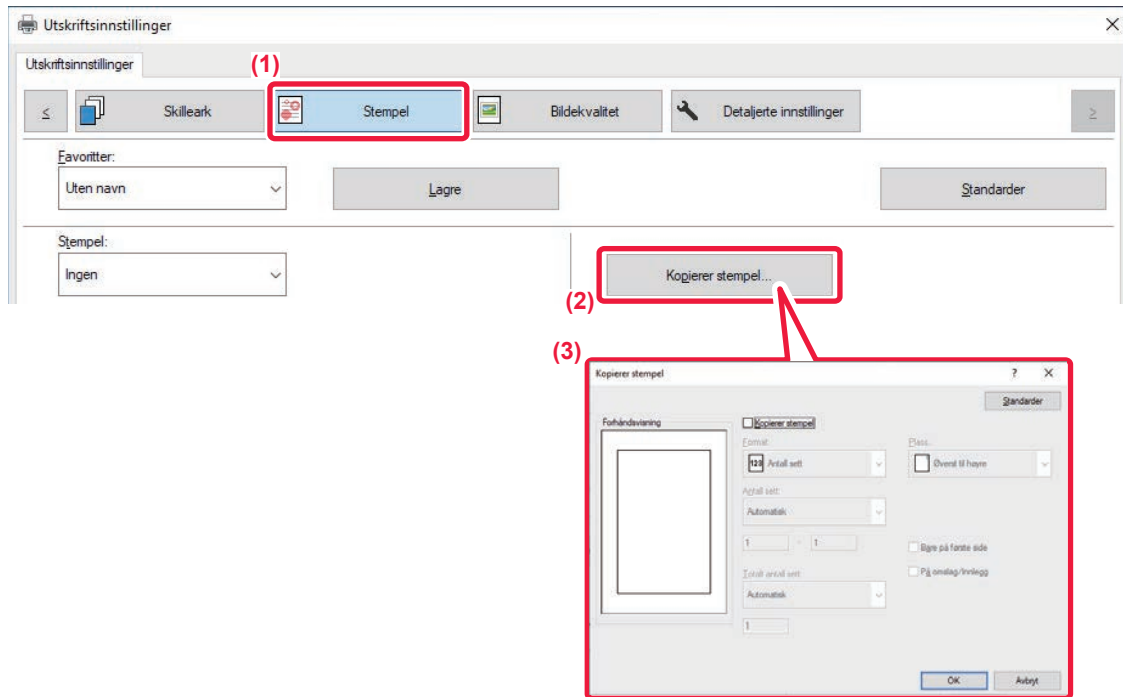 Utskriftsinnstillinger
Utskriftsinnstillinger
(1)
≤ Skilleark Stempel Bildekvalitet Detaljerte innstillinger ≥
Favoritter:
Uten navn Lagre Standarder
Stempel:
Ingen Kopierer stempel...
(2)
(3)
Kopierer stempel ? X
Standarder
Forhåndsvisning Kopierer stempel
Format: Plass:
123 Antall sett Øverst til høyre
Antall sett:
Automatisk
1 - 1 Bare på første side
Totalt antall sett: På omslag/Innlegg
Automatisk
1
OK Avbryt